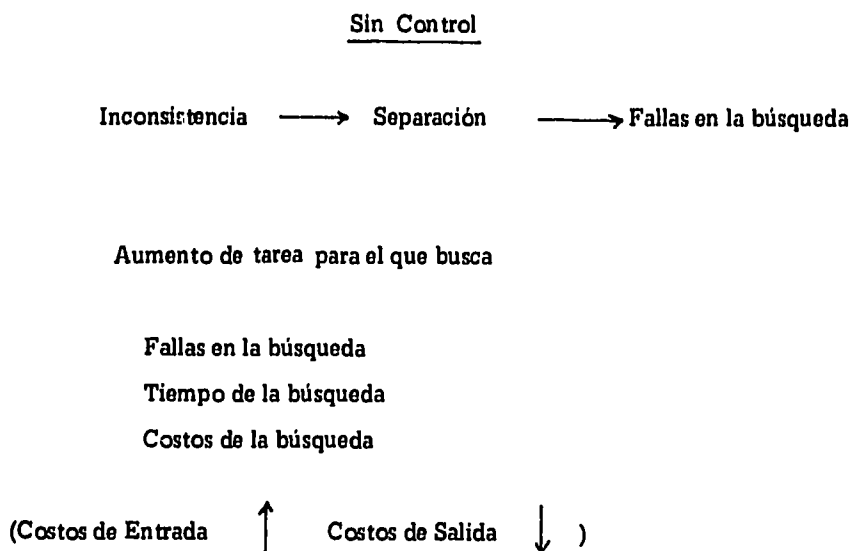 Sin Control
Inconsistencia → Separación → Fallas en la búsqueda
Aumento de tarea para el que busca
Fallas en la búsqueda
Tiempo de la búsqueda
Costos de la búsqueda
(Costos de Entrada ↑ Costos de Salida ↓ )